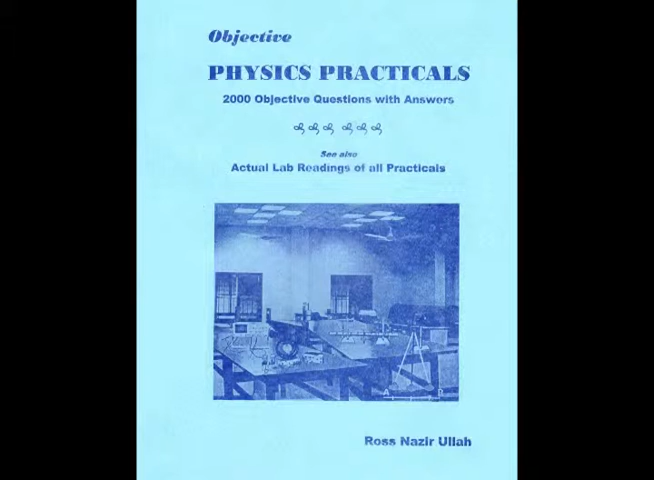 Objective
PHYSICS PRACTICALS
2000 Objective Questions with Answers
See also
Actual Lab Readings of all Practicals
A B
Ross Nazir Ullah